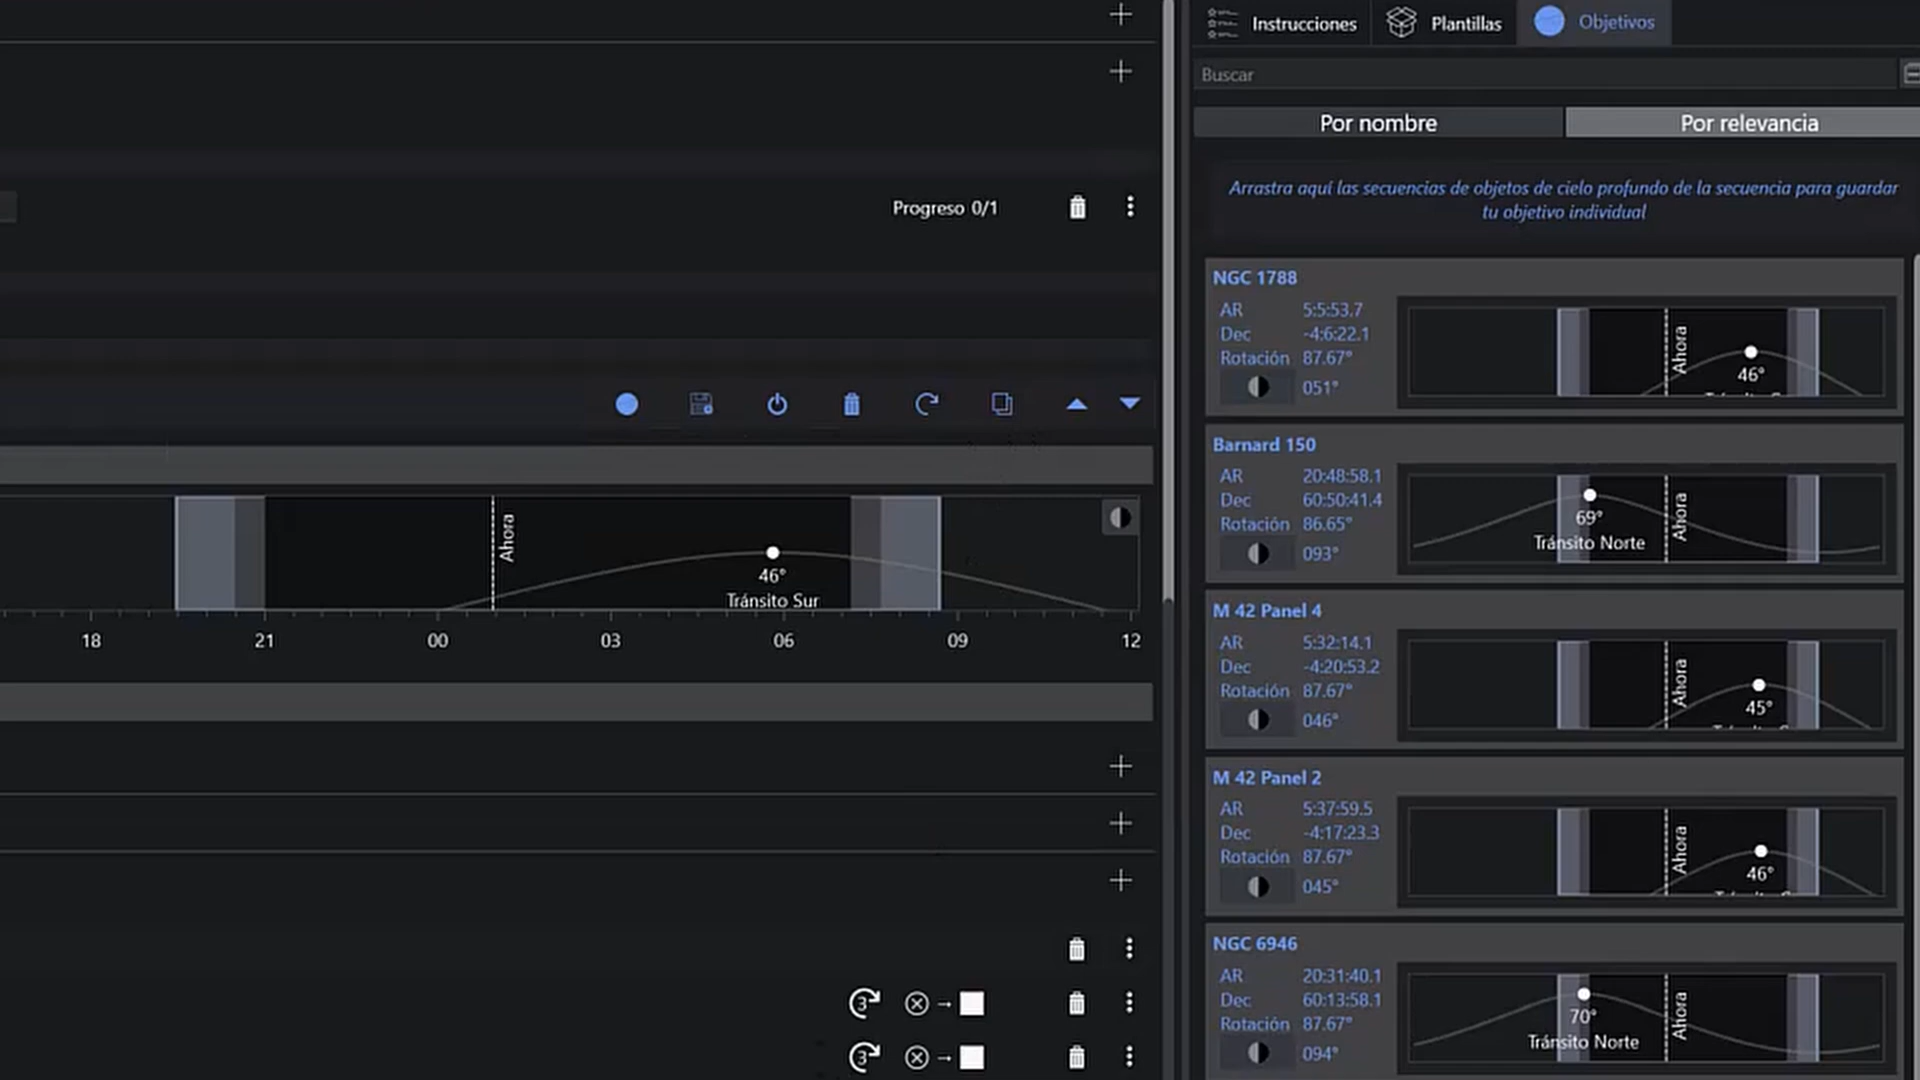 Instrucciones
Plantillas
Objetivos
Buscar
Por nombre
Por relevancia
Arrastra aquí las secuencias de objetos de cielo profundo de la secuencia para guardar
tu objetivo individual
Progreso 0/1
Ahora
46°
Tránsito Sur
18 21 00 03 06 09 12
3
3
NGC 1788
AR 5:5:53.7
Dec -4:6:22.1
Rotación 87.67°
051°
Ahora
46°
Barnard 150
AR 20:48:58.1
Dec 60:50:41.4
Rotación 86.65°
093°
Ahora
69°
Tránsito Norte
M 42 Panel 4
AR 5:32:14.1
Dec -4:20:53.2
Rotación 87.67°
046°
Ahora
45°
M 42 Panel 2
AR 5:37:59.5
Dec -4:17:23.3
Rotación 87.67°
045°
Ahora
46°
NGC 6946
AR 20:31:40.1
Dec 60:13:58.1
Rotación 87.67°
094°
Ahora
70°
Tránsito Norte